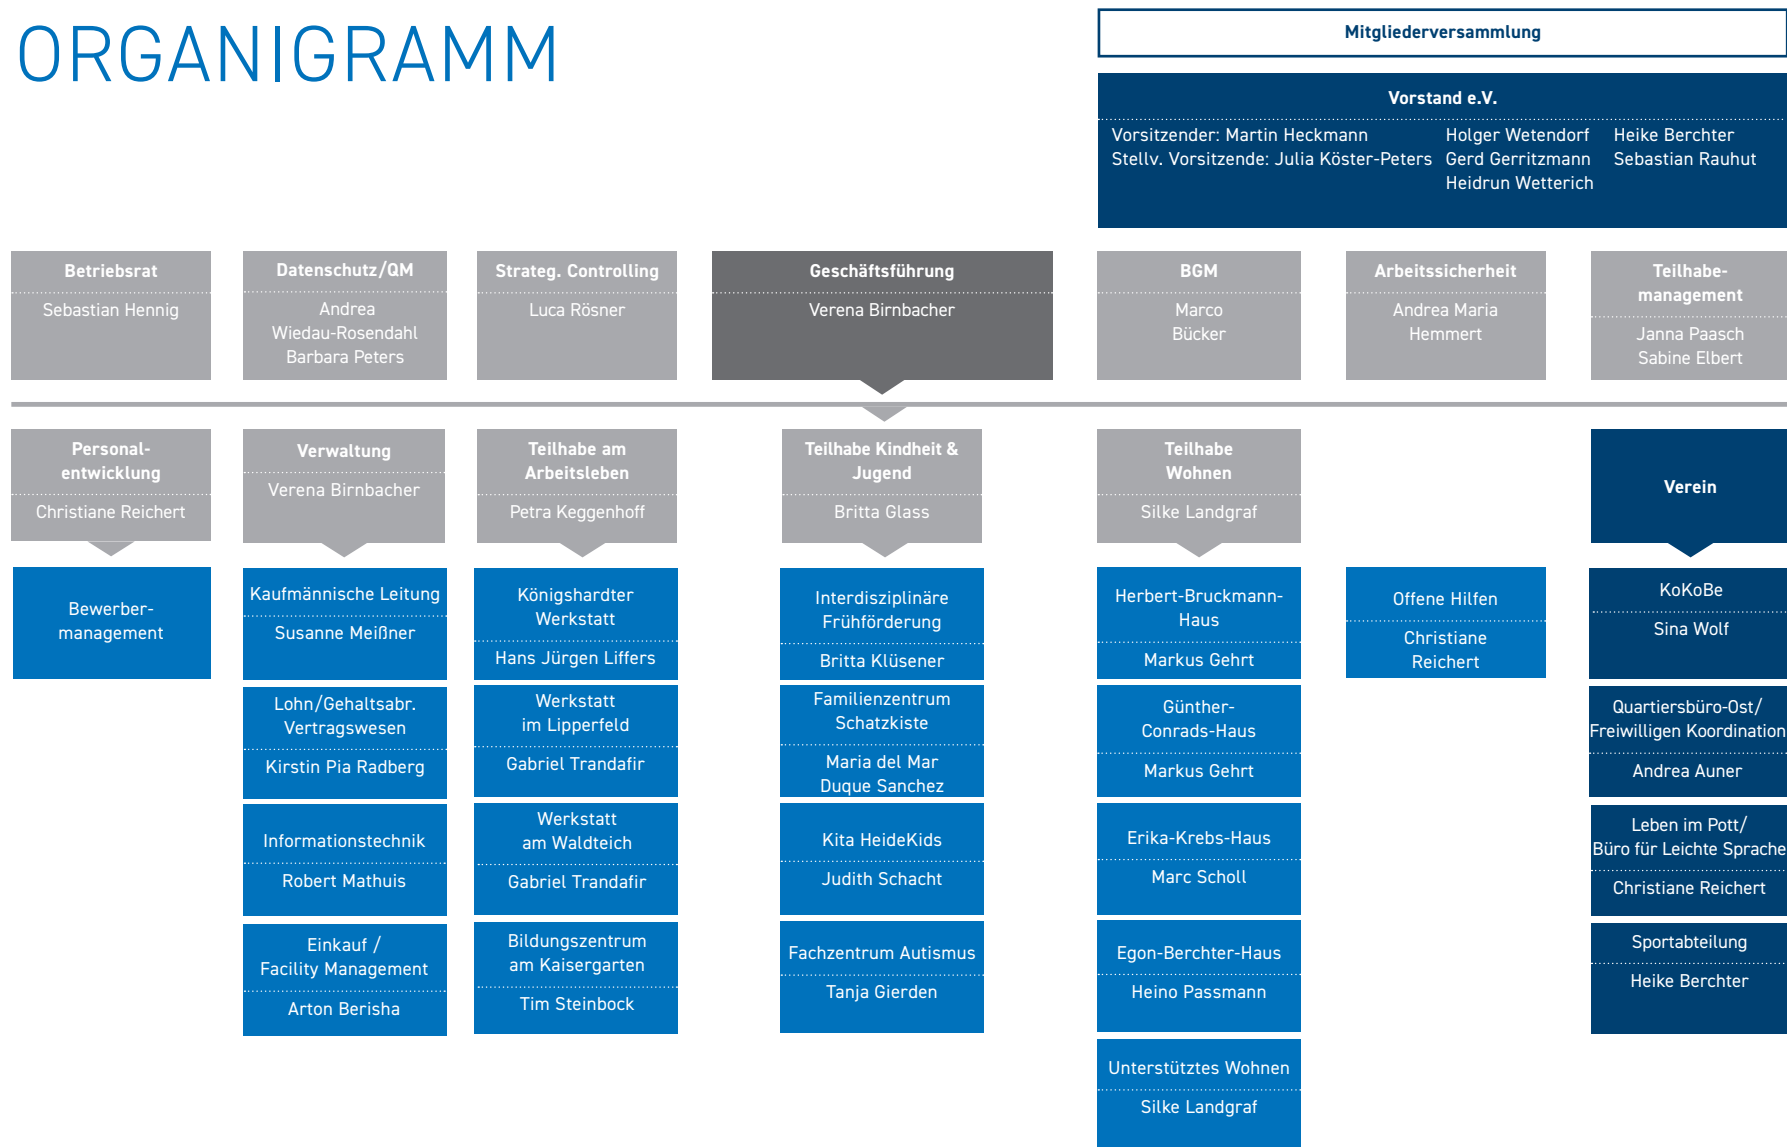 ORGANIGRAMM
Mitgliederversammlung
Vorstand e.V.
Vorsitzender: Martin Heckmann
Stellv. Vorsitzende: Julia Köster-Peters
Holger Wetendorf
Gerd Gerritzmann
Heidrun Wetterich
Heike Berchter
Sebastian Rauhut
Betriebsrat
Sebastian Hennig
Datenschutz/QM
Andrea
Wiedau-Rosendahl
Barbara Peters
Strateg. Controlling
Luca Rösner
Geschäftsführung
Verena Birnbacher
BGM
Marco
Bücker
Arbeitssicherheit
Andrea Maria
Hemmert
Teilhabe-
management
Janna Paasch
Sabine Elbert
Personal-
entwicklung
Christiane Reichert
Bewerber-
management
Verwaltung
Verena Birnbacher
Kaufmännische Leitung
Susanne Meißner
Lohn/Gehaltsabr.
Vertragswesen
Kirstin Pia Radberg
Informationstechnik
Robert Mathuis
Einkauf /
Facility Management
Arton Berisha
Teilhabe am
Arbeitsleben
Petra Keggenhoff
Königshardter
Werkstatt
Hans Jürgen Liffers
Werkstatt
im Lipperfeld
Gabriel Trandafir
Werkstatt
am Waldteich
Gabriel Trandafir
Bildungszentrum
am Kaisergarten
Tim Steinbock
Teilhabe Kindheit &
Jugend
Britta Glass
Interdisziplinäre
Frühförderung
Britta Klüsener
Familienzentrum
Schatzkiste
Maria del Mar
Duque Sanchez
Kita HeideKids
Judith Schacht
Fachzentrum Autismus
Tanja Gierden
Teilhabe
Wohnen
Silke Landgraf
Herbert-Bruckmann-
Haus
Markus Gehrt
Günther-
Conrads-Haus
Markus Gehrt
Erika-Krebs-Haus
Marc Scholl
Egon-Berchter-Haus
Heino Passmann
Unterstütztes Wohnen
Silke Landgraf
Offene Hilfen
Christiane
Reichert
Verein
KoKoBe
Sina Wolf
Quartiersbüro-Ost/
Freiwilligen Koordination
Andrea Auner
Leben im Pott/
Büro für Leichte Sprache
Christiane Reichert
Sportabteilung
Heike Berchter